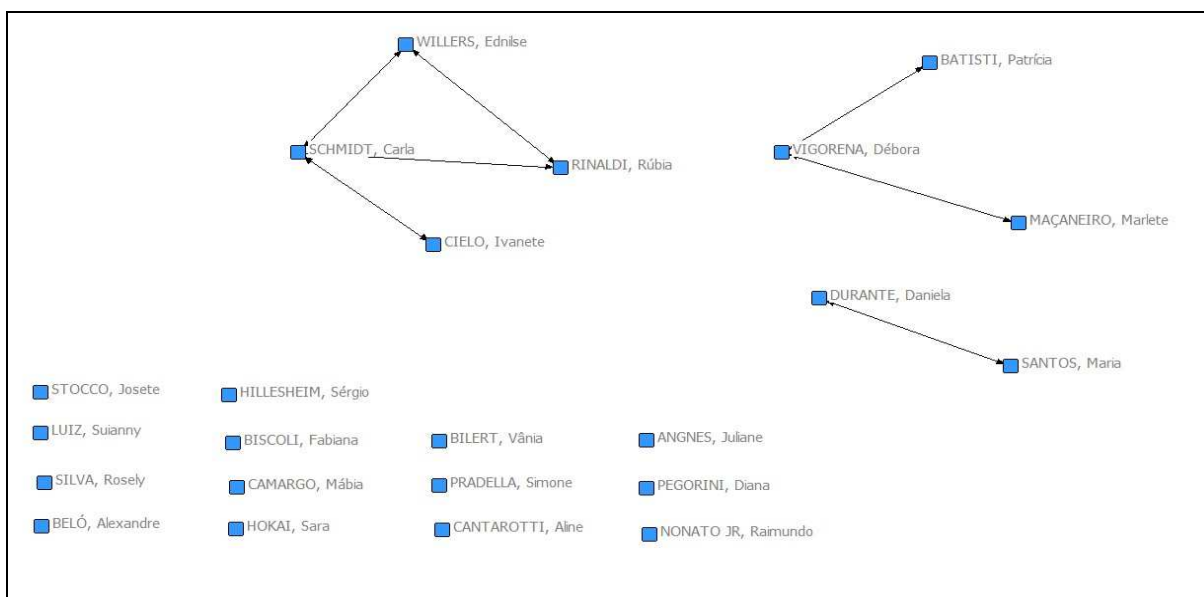 WILLERS, Ednilse
BATISTI, Patrícia
SCHMIDT, Carla
VIGORENA, Débora
RINALDI, Rúbia
MAÇANEIRO, Marlete
CIELO, Ivanete
DURANTE, Daniela
SANTOS, Maria
STOCCO, Josete
HILLESHEIM, Sérgio
LUIZ, Suianny
BISCOLI, Fabiana
BILERT, Vânia
ANGNES, Juliane
SILVA, Rosely
CAMARGO, Mábia
PRADELLA, Simone
PEGORINI, Diana
BELÓ, Alexandre
HOKAI, Sara
CANTAROTTI, Aline
NONATO JR, Raimundo